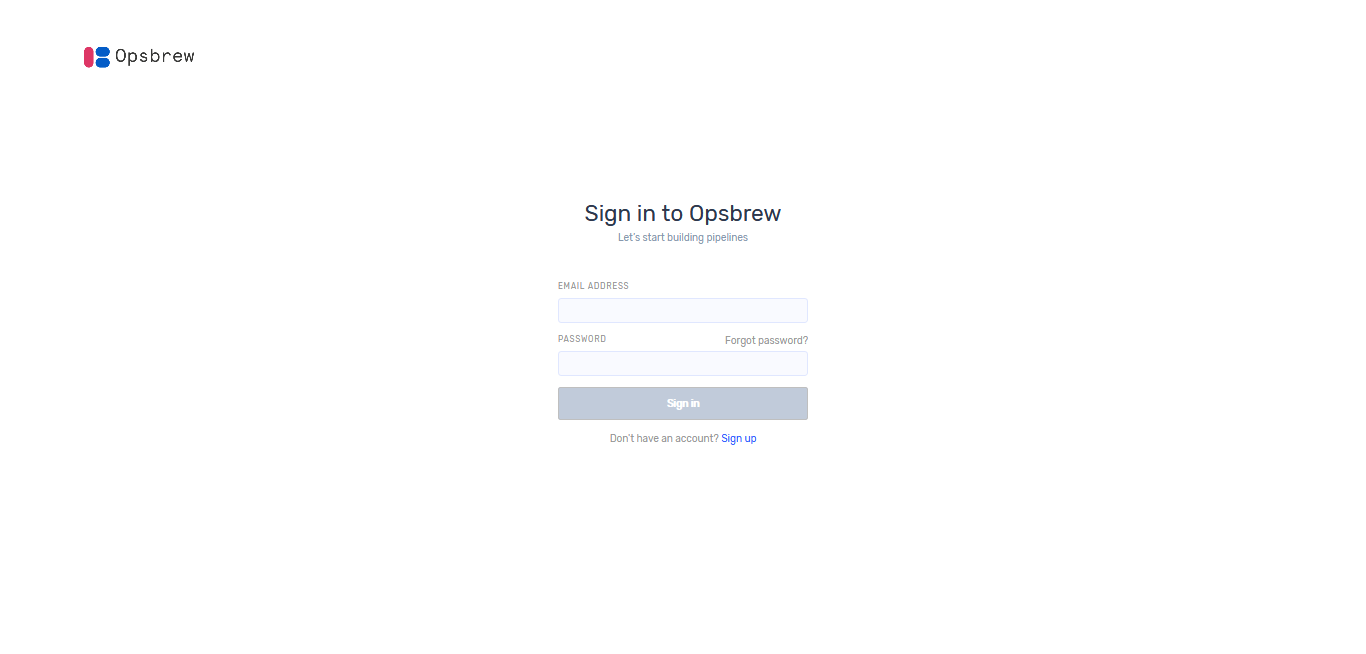 Opsbrew
Sign in to Opsbrew
Let's start building pipelines
EMAIL ADDRESS
PASSWORD
Forgot password?
Sign in
Don't have an account? Sign up